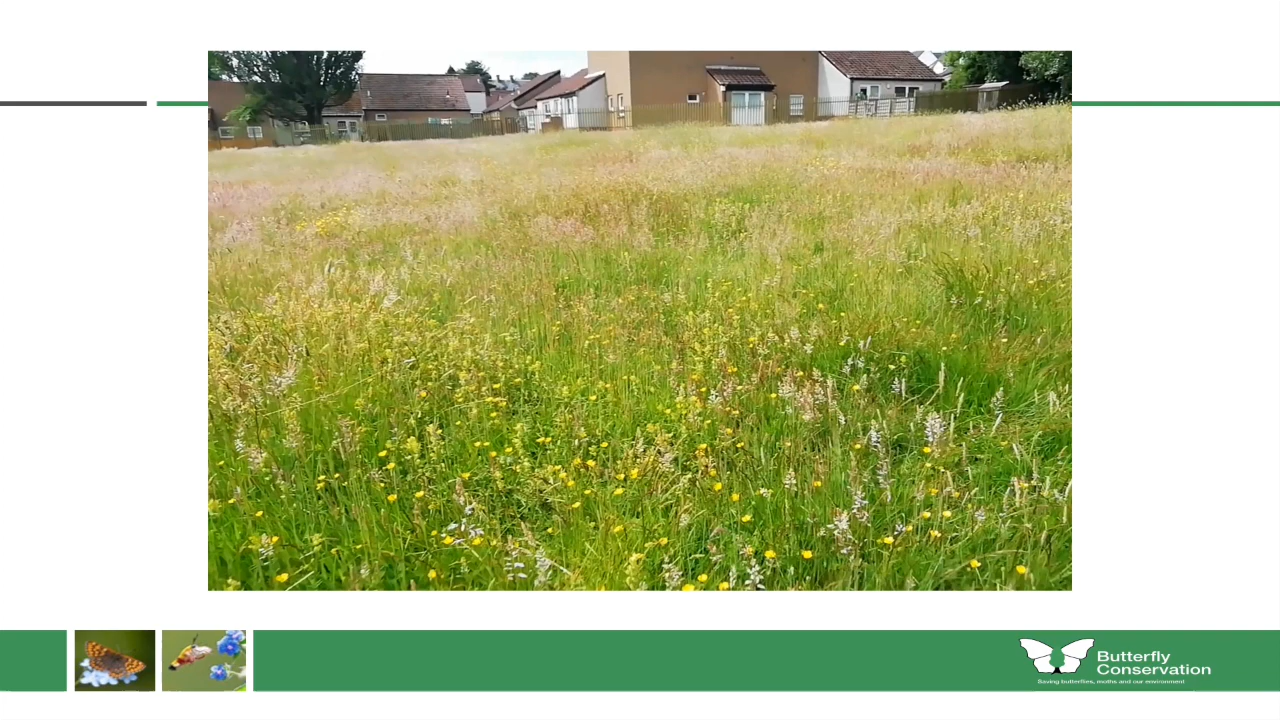 Butterfly
Conservation
Saving butterflies, moths and our environment